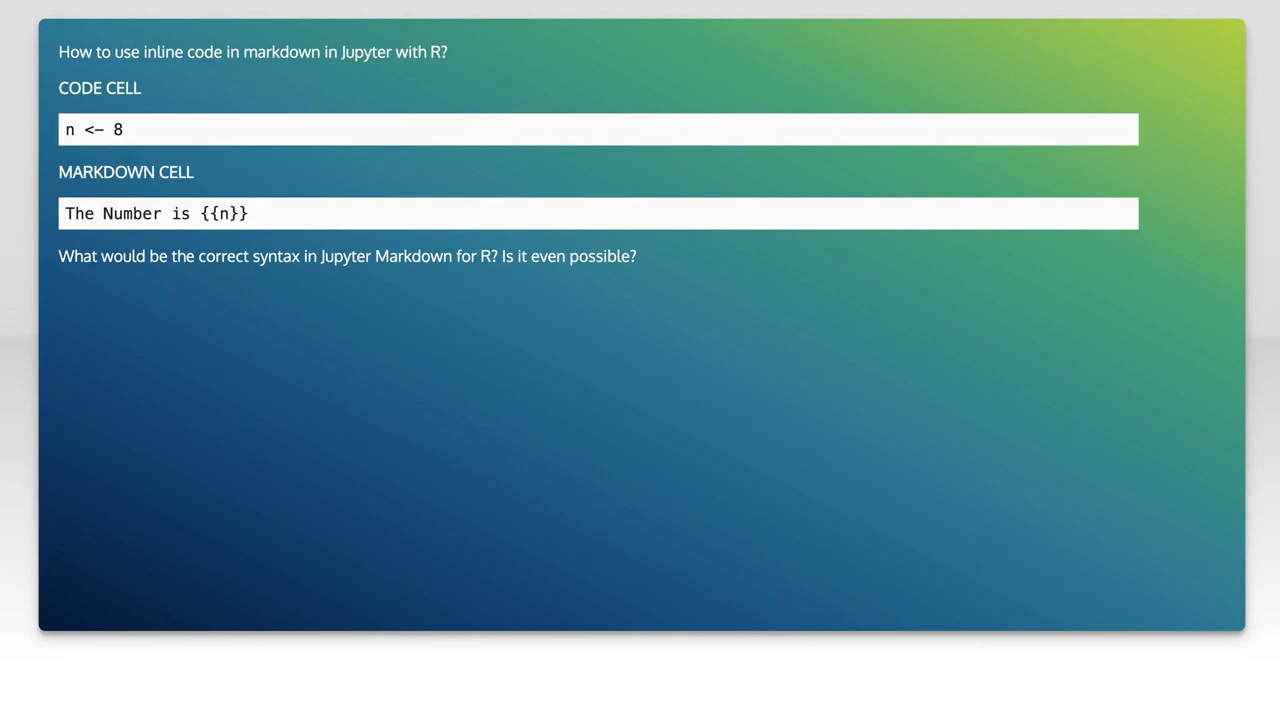 How to use inline code in markdown in Jupyter with R?
CODE CELL
n <- 8
MARKDOWN CELL
The Number is {{n}}
What would be the correct syntax in Jupyter Markdown for R? Is it even possible?